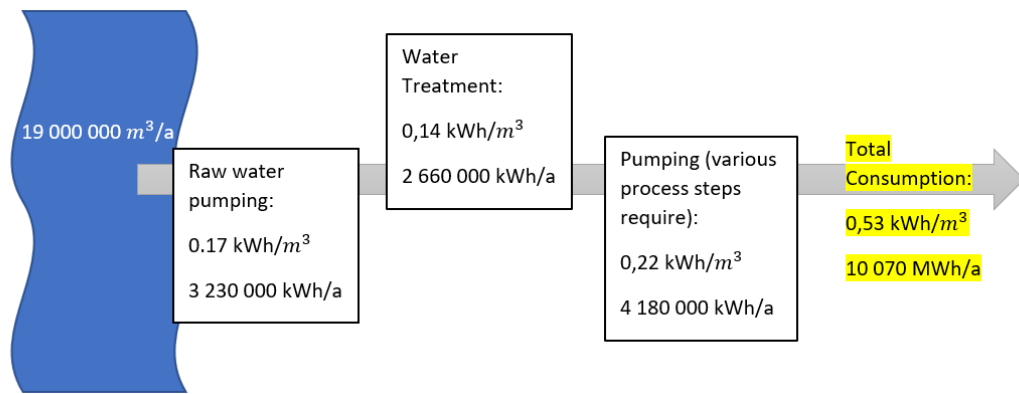 19 000 000 m³/a
Raw water
pumping:
0.17 kWh/m³
3 230 000 kWh/a
Water
Treatment:
0,14 kWh/m³
2 660 000 kWh/a
Pumping (various
process steps
require):
0,22 kWh/m³
4 180 000 kWh/a
Total
Consumption:
0,53 kWh/m³
10 070 MWh/a